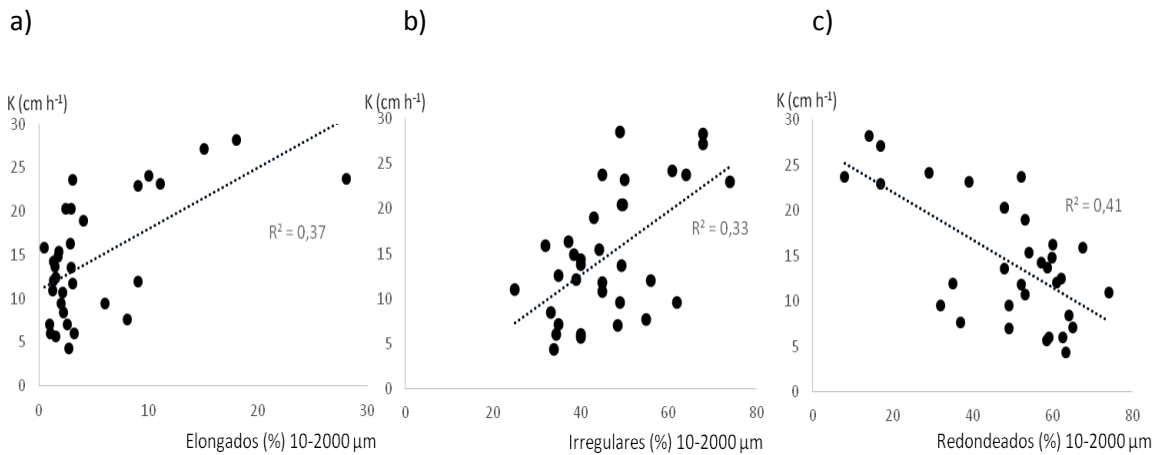 a)
b)
c)
K (cm h⁻¹)
30
25
20
15
10
5
0
R² = 0,37
0 10 20 30
Elongados (%) 10-2000 µm
K (cm h⁻¹)
30
25
20
15
10
5
0
R² = 0,33
0 20 40 60 80
Irregulares (%) 10-2000 µm
K (cm h⁻¹)
30
25
20
15
10
5
0
R² = 0,41
0 20 40 60 80
Redondeados (%) 10-2000 µm